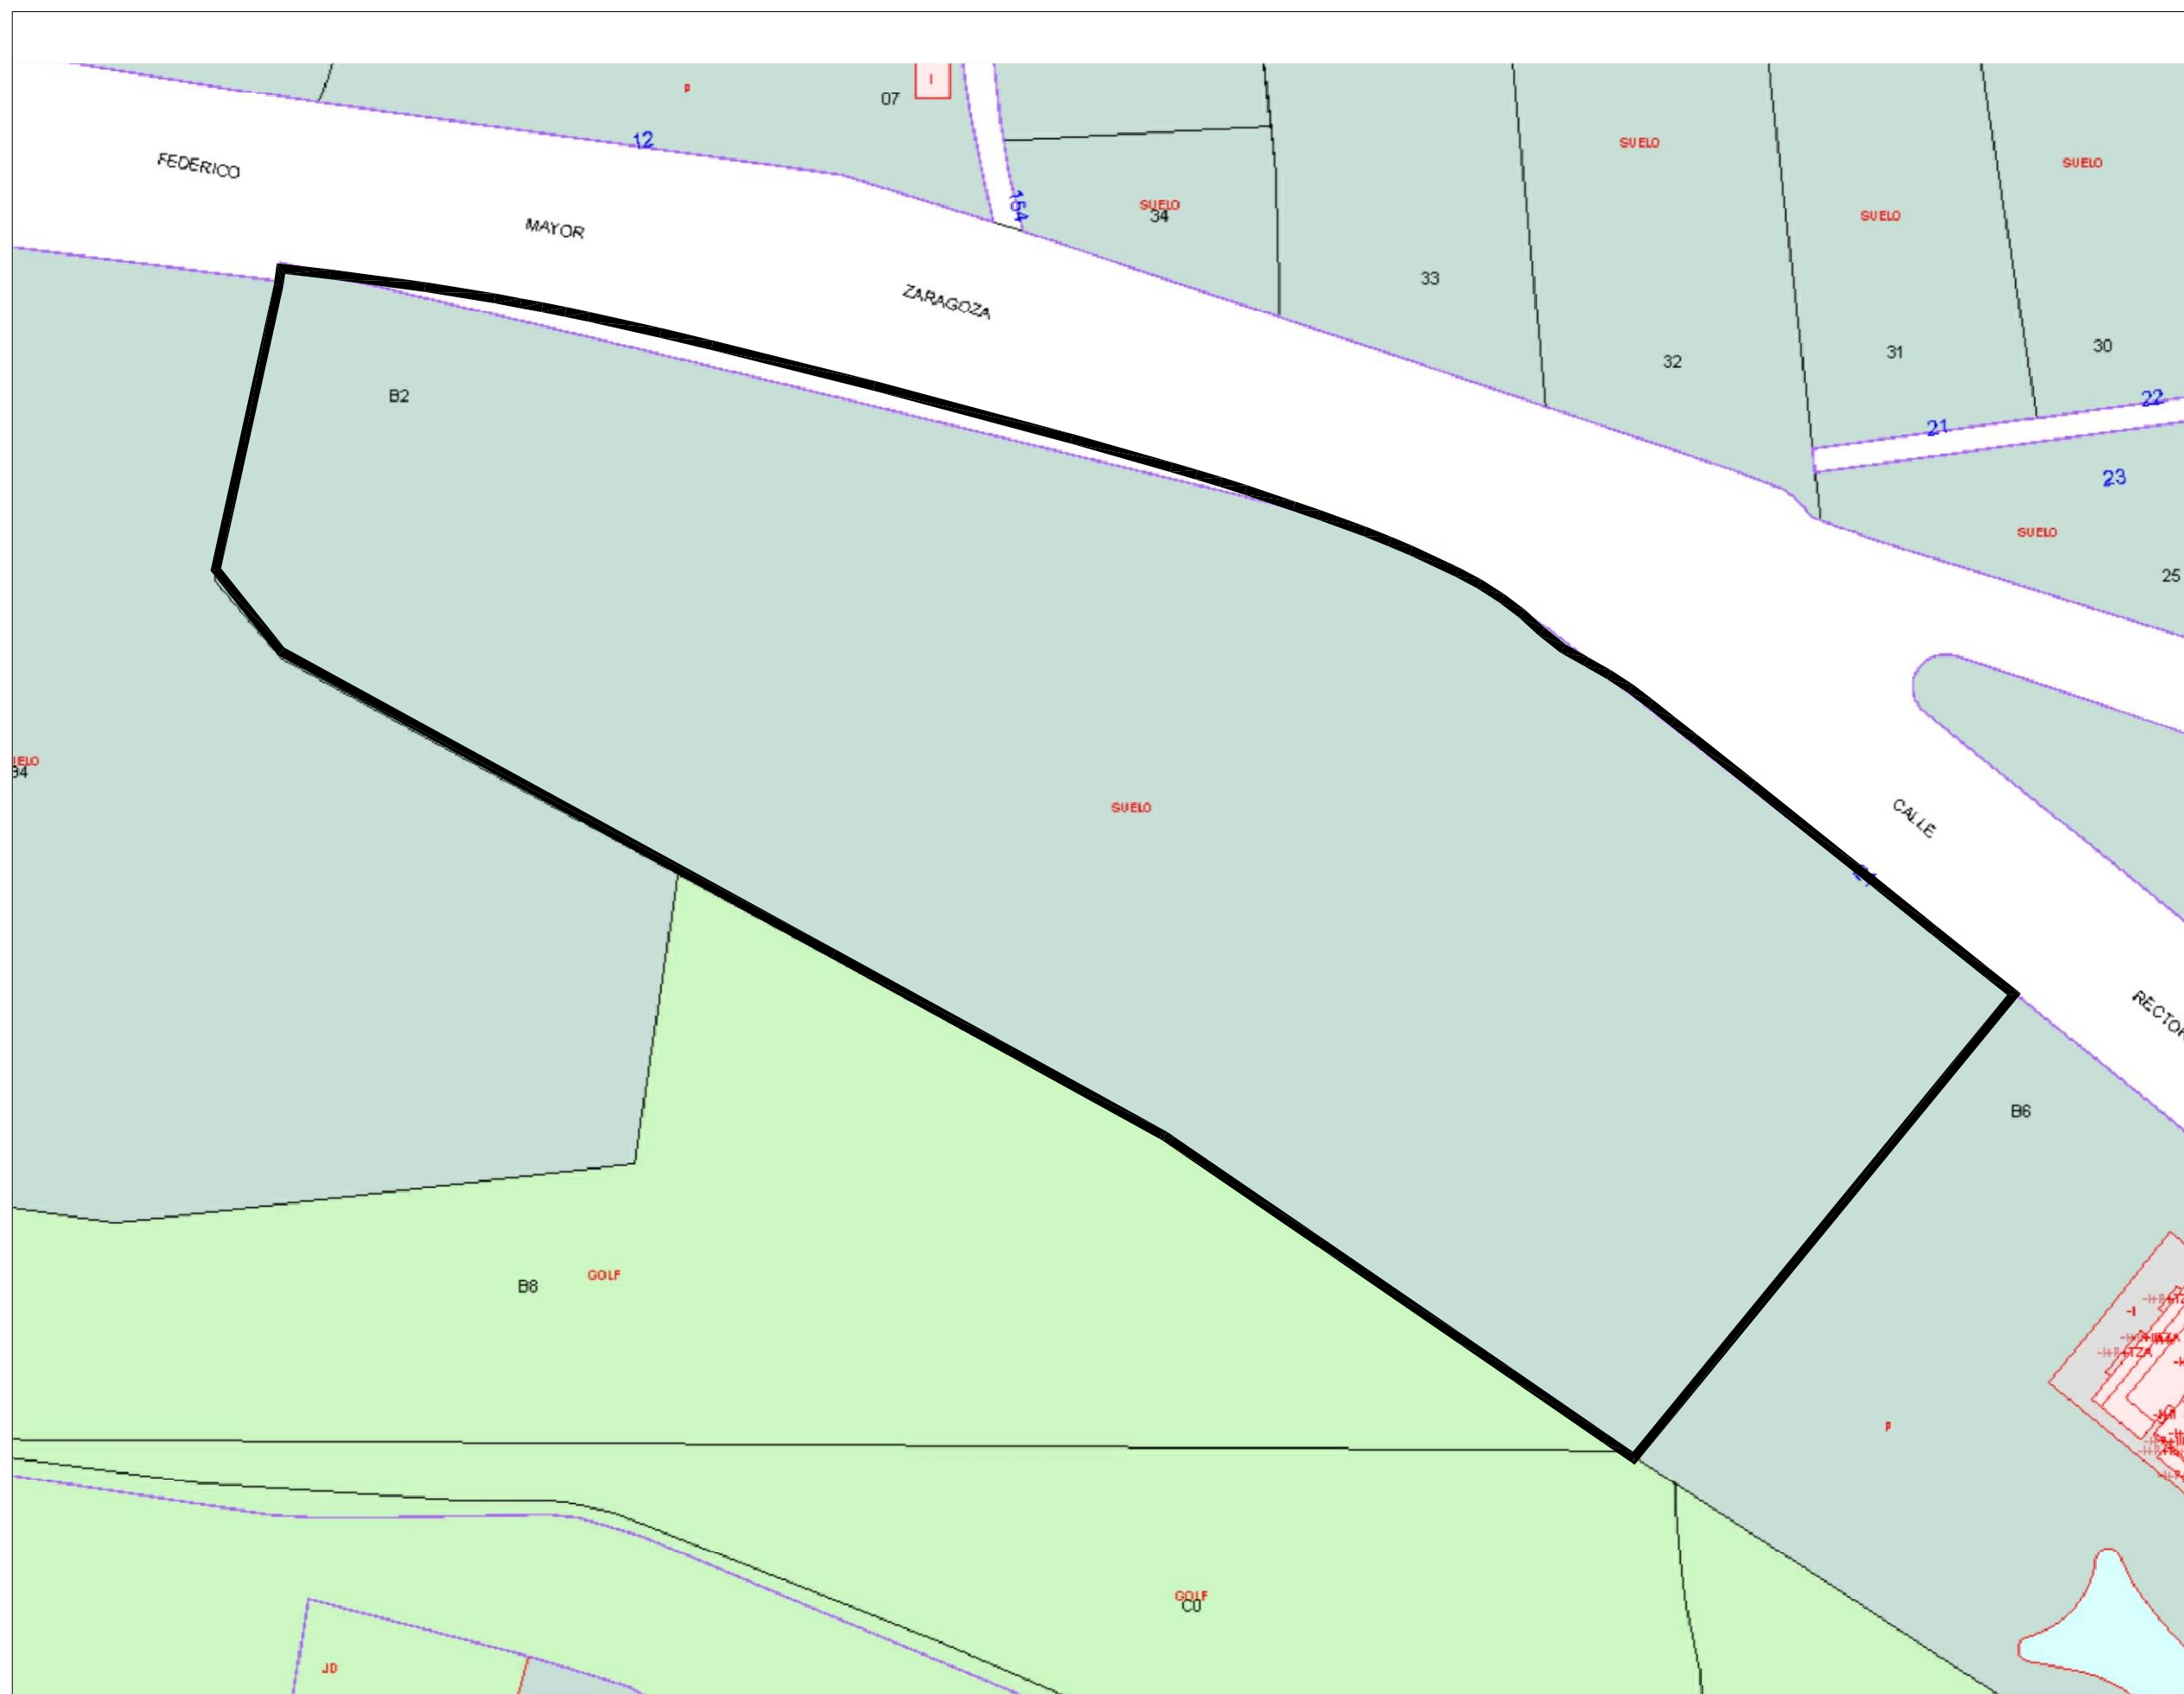 P
07
I
12
FEDERICO
MAYOR
ZARAGOZA
154
SUELO
34
33
SUELO
32
SUELO
31
SUELO
30
22
21
23
SUELO
25
B2
SUELO
CALLE
RECTOR
B6
B8
GOLF
P
-I
GOLF
C0
JD